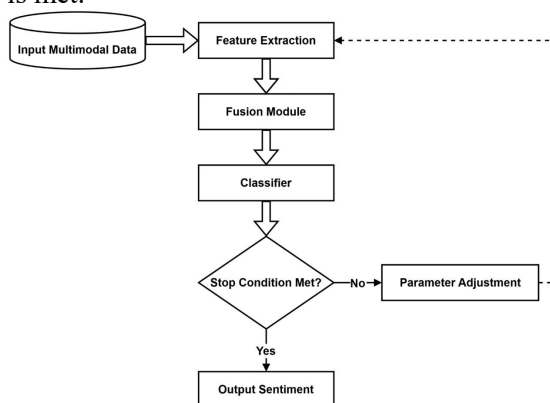 is met.
Input Multimodal Data
Feature Extraction
Fusion Module
Classifier
Stop Condition Met?
No
Parameter Adjustment
Yes
Output Sentiment